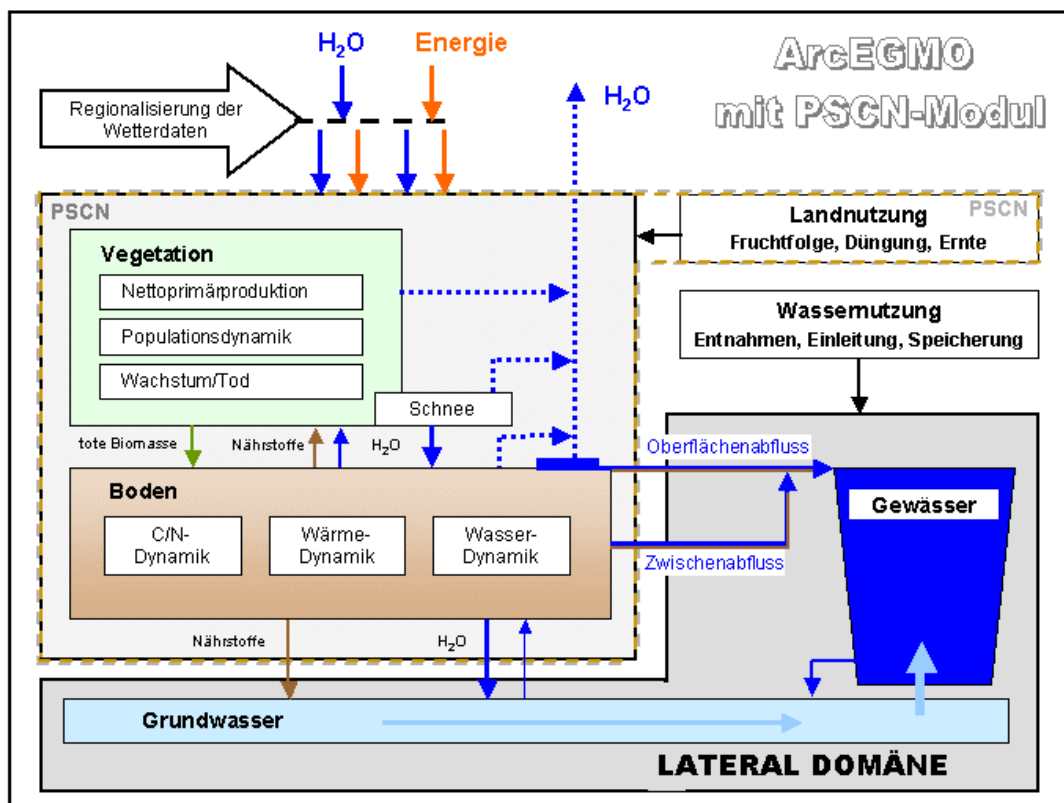 H₂O
Energie
ArcEGMO
mit PSCN-Modul
H₂O
Regionalisierung der
Wetterdaten
PSCN
PSCN
Landnutzung
Fruchtfolge, Düngung, Ernte
Vegetation
Nettoprimärproduktion
Populationsdynamik
Wachstum/Tod
Wassernutzung
Entnahmen, Einleitung, Speicherung
Schnee
tote Biomasse
Nährstoffe
H₂O
Oberflächenabfluss
Boden
C/N-
Dynamik
Wärme-
Dynamik
Wasser-
Dynamik
Gewässer
Zwischenabfluss
Nährstoffe
H₂O
Grundwasser
LATERAL DOMÄNE